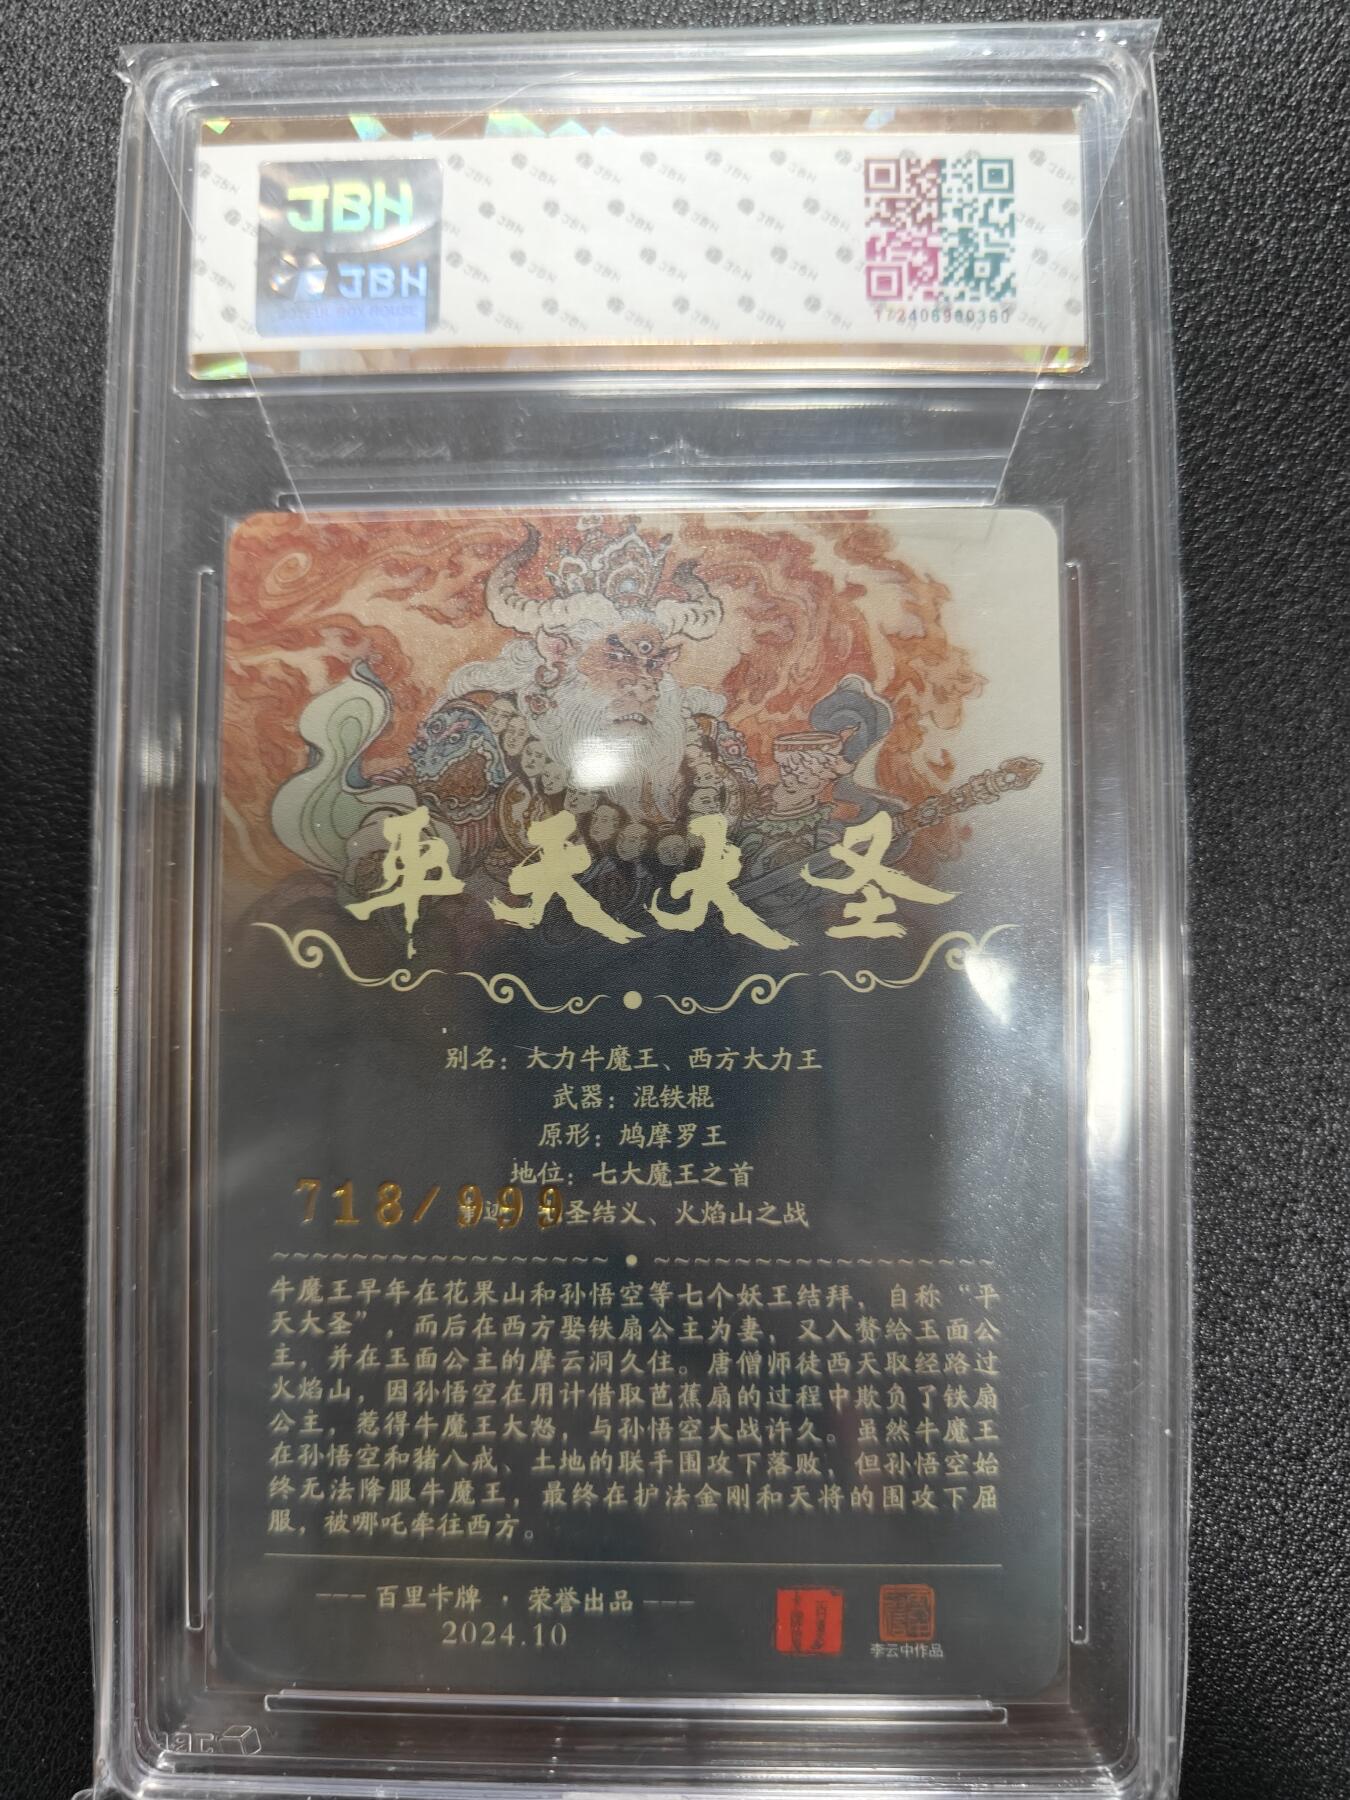 JBH
JBH
JOYFUL BOX HOUSE
172406960360
平天大圣
别名：大力牛魔王、西方大力王
武器：混铁棍
原形：鸠摩罗王
地位：七大魔王之首
718/999
圣结义、火焰山之战
牛魔王早年在花果山和孙悟空等七个妖王结拜，自称“平
天大圣”，而后在西方娶铁扇公主为妻，又入赘给玉面公
主，并在玉面公主的摩云洞久住。唐僧师徒西天取经路过
火焰山，因孙悟空在用计借取芭蕉扇的过程中欺负了铁扇
公主，惹得牛魔王大怒，与孙悟空大战许久。虽然牛魔王
在孙悟空和猪八戒、土地的联手围攻下落败，但孙悟空始
终无法降服牛魔王，最终在护法金刚和天将的围攻下屈
服，被哪吒牵往西方。
--- 百里卡牌 · 荣誉出品 ---
2024.10
李云中作品